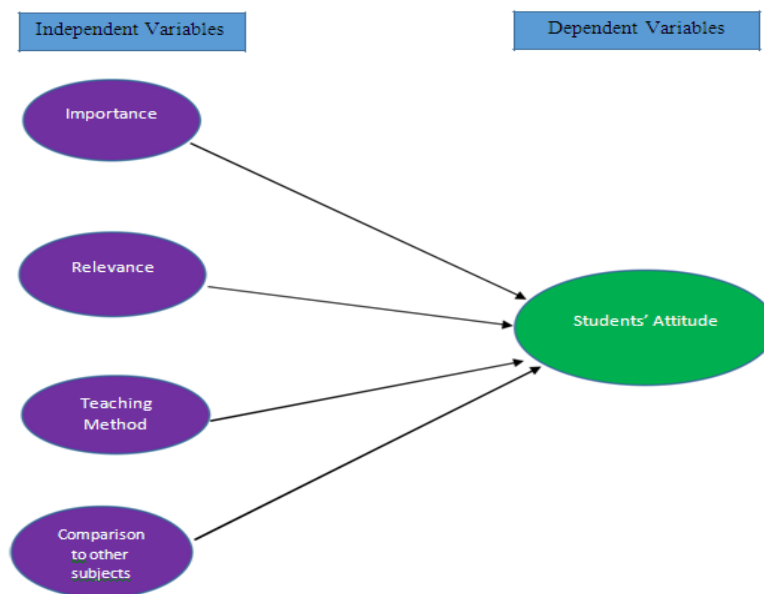 Independent Variables
Dependent Variables
Importance
Relevance
Students’ Attitude
Teaching
Method
Comparison
to other
subjects